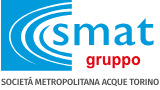 smat
gruppo
SOCIETÀ METROPOLITANA ACQUE TORINO